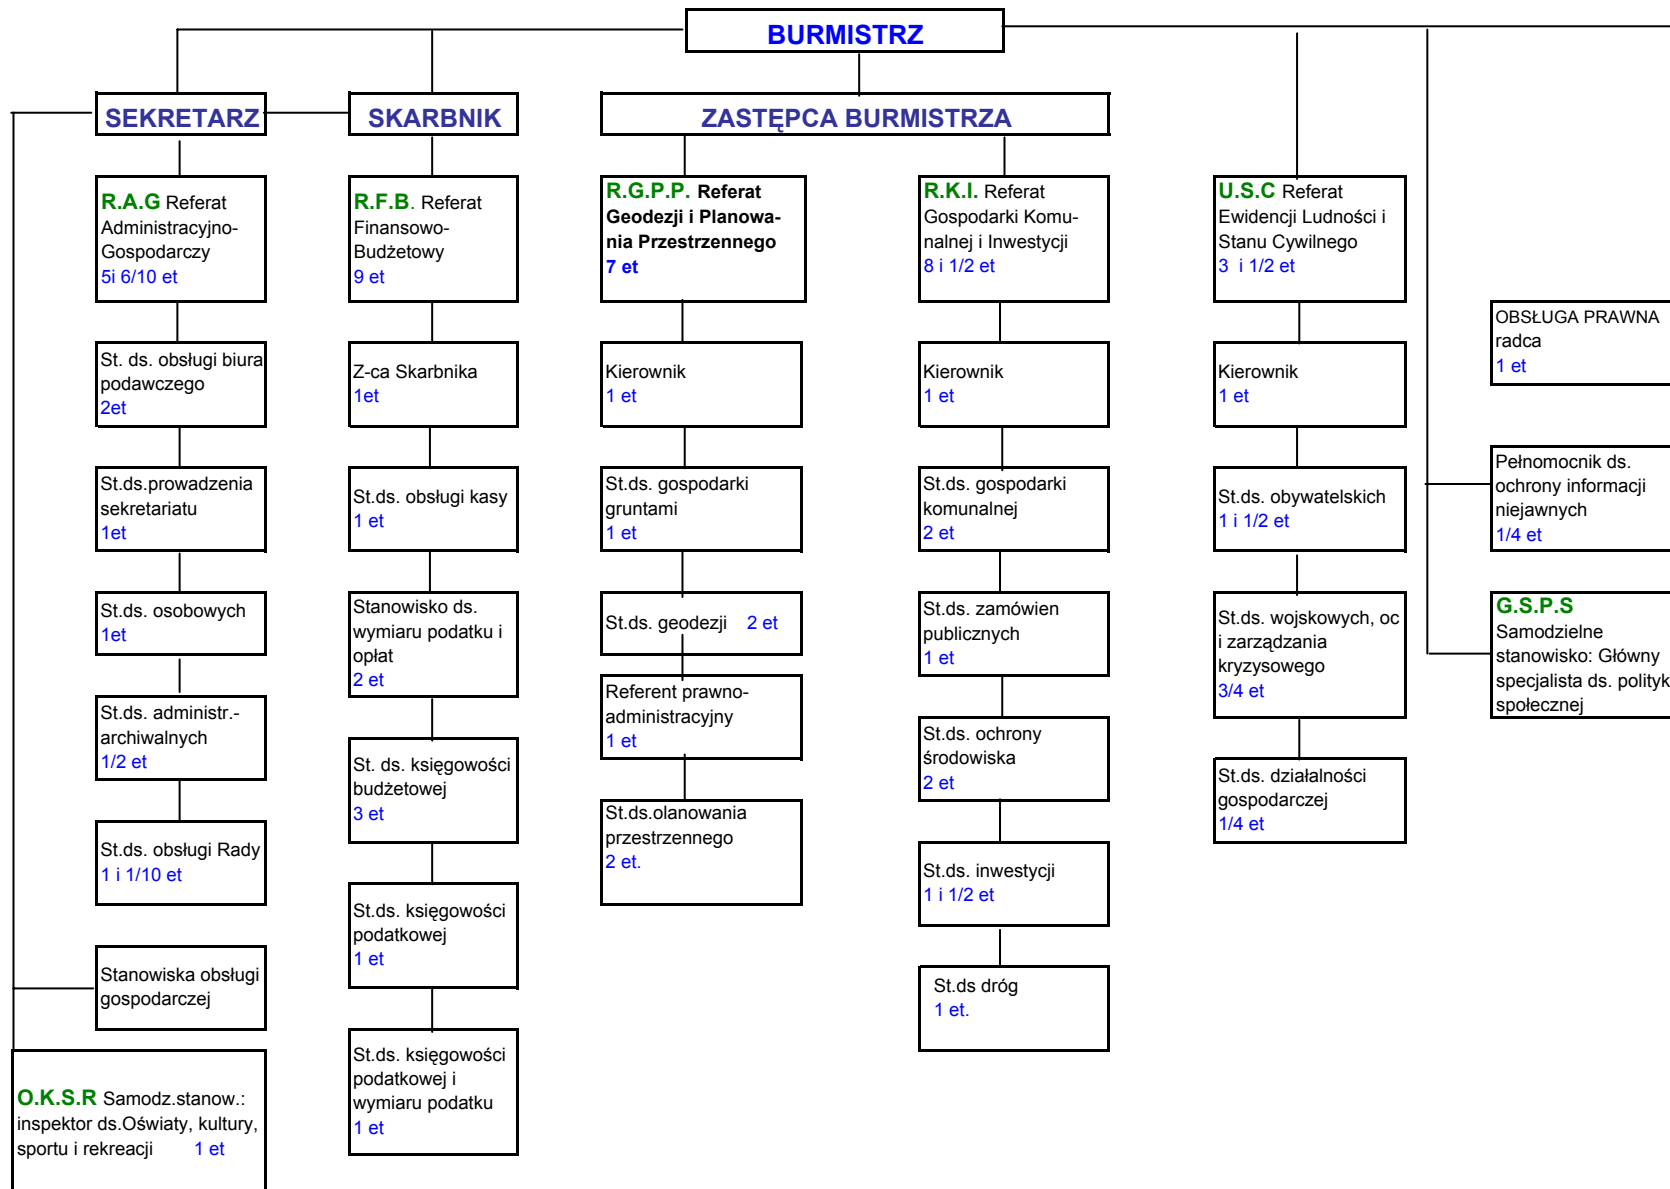 BURMISTRZ
SEKRETARZ
SKARBNIK
ZASTĘPCA BURMISTRZA
R.A.G Referat
Administracyjno-
Gospodarczy
5i 6/10 et
St. ds. obsługi biura
podawczego
2et
St.ds.prowadzenia
sekretariatu
1et
St.ds. osobowych
1et
St.ds. administr.-
archiwalnych
1/2 et
St.ds. obsługi Rady
1 i 1/10 et
Stanowiska obsługi
gospodarczej
O.K.S.R Samodz.stanow.:
inspektor ds.Oświaty, kultury,
sportu i rekreacji 1 et
R.F.B. Referat
Finansowo-
Budżetowy
9 et
Z-ca Skarbnika
1et
St.ds. obsługi kasy
1 et
Stanowisko ds.
wymiaru podatku i
opłat
2 et
St. ds. księgowości
budżetowej
3 et
St.ds. księgowości
podatkowej
1 et
St.ds. księgowości
podatkowej i
wymiaru podatku
1 et
R.G.P.P. Referat
Geodezji i Planowa-
nia Przestrzennego
7 et
Kierownik
1 et
St.ds. gospodarki
gruntami
1 et
St.ds. geodezji 2 et
Referent prawno-
administracyjny
1 et
St.ds.olanowania
przestrzennego
2 et.
R.K.I. Referat
Gospodarki Komu-
nalnej i Inwestycji
8 i 1/2 et
Kierownik
1 et
St.ds. gospodarki
komunalnej
2 et
St.ds. zamówien
publicznych
1 et
St.ds. ochrony
środowiska
2 et
St.ds. inwestycji
1 i 1/2 et
St.ds dróg
1 et.
U.S.C Referat
Ewidencji Ludności i
Stanu Cywilnego
3 i 1/2 et
Kierownik
1 et
St.ds. obywatelskich
1 i 1/2 et
St.ds. wojskowych, oc
i zarządzania
kryzysowego
3/4 et
St.ds. działalności
gospodarczej
1/4 et
OBSŁUGA PRAWNA
radca
1 et
Pełnomocnik ds.
ochrony informacji
niejawnych
1/4 et
G.S.P.S
Samodzielne
stanowisko: Główny
specjalista ds. polityk
społecznej